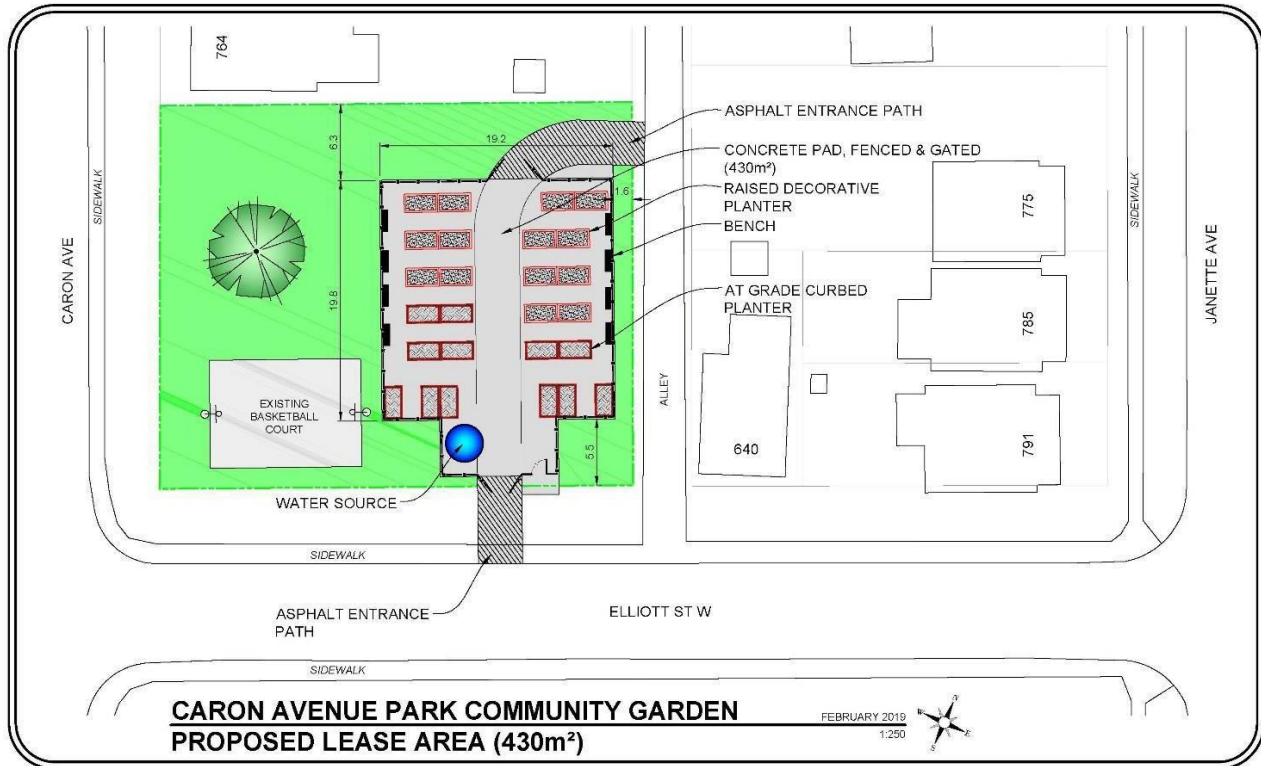 764
6.3
19.2
ASPHALT ENTRANCE PATH
CONCRETE PAD, FENCED & GATED
(430m²)
RAISED DECORATIVE
PLANTER
1.6
BENCH
AT GRADE CURBED
PLANTER
SIDEWALK
CARON AVE
19.8
EXISTING
BASKETBALL
COURT
WATER SOURCE
5.5
ALLEY
640
775
785
791
SIDEWALK
JANETTE AVE
SIDEWALK
ASPHALT ENTRANCE
PATH
ELLIOTT ST W
SIDEWALK
CARON AVENUE PARK COMMUNITY GARDEN
PROPOSED LEASE AREA (430m²)
FEBRUARY 2019
1:250
N
W
E
S